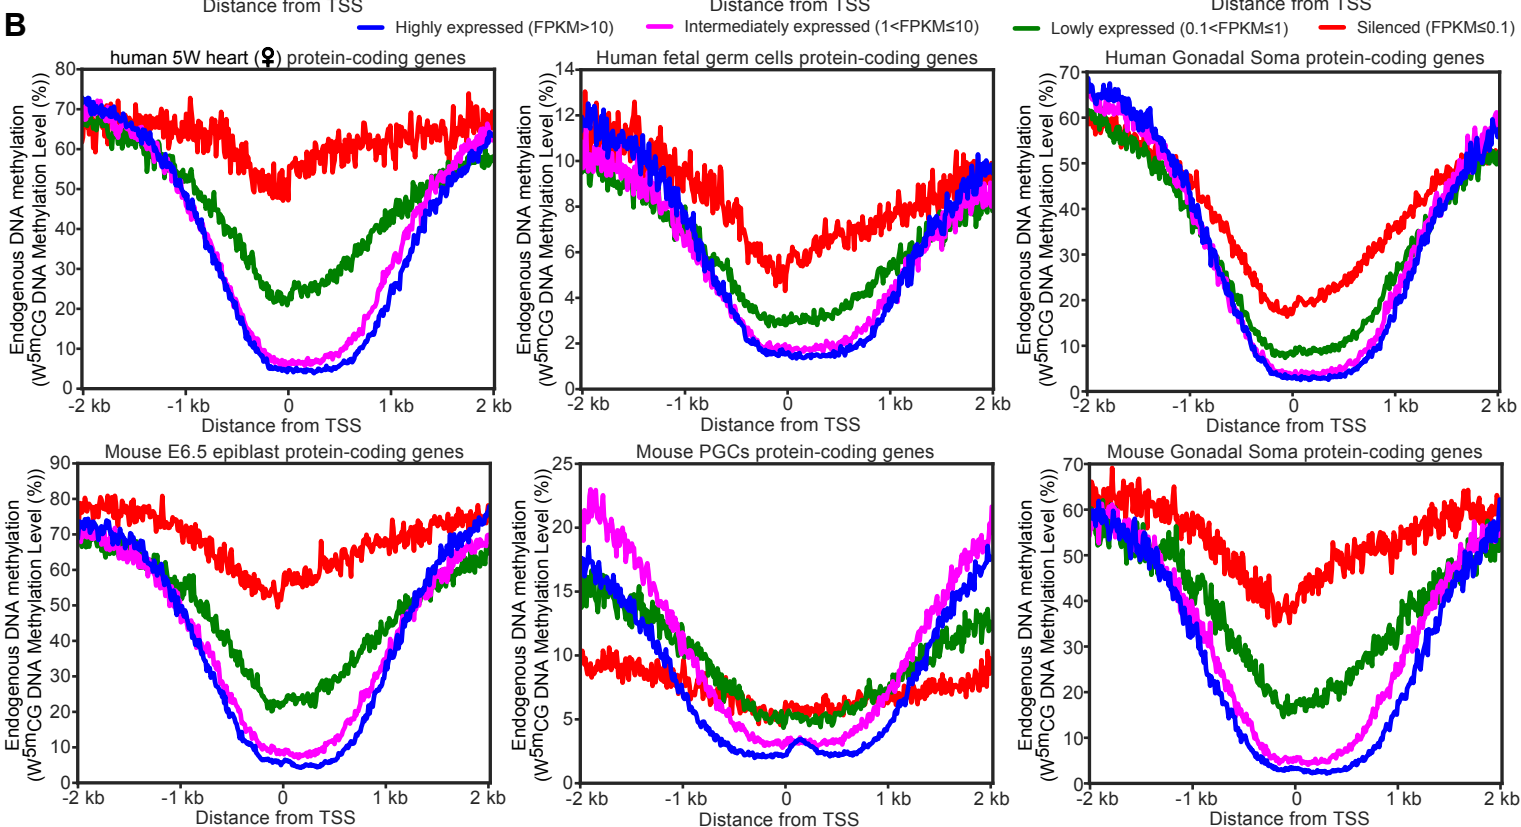 Distance from TSS Distance from TSS Distance from TSS
B
Highly expressed (FPKM>10) Intermediately expressed (1<FPKM≤10) Lowly expressed (0.1<FPKM≤1) Silenced (FPKM≤0.1)
human 5W heart (♀) protein-coding genes
Endogenous DNA methylation
(W5mCG DNA Methylation Level (%))
80
70
60
50
40
30
20
10
0
-2 kb -1 kb 0 1 kb 2 kb
Distance from TSS
Human fetal germ cells protein-coding genes
Endogenous DNA methylation
(W5mCG DNA Methylation Level (%))
14
12
10
8
6
4
2
0
-2 kb -1 kb 0 1 kb 2 kb
Distance from TSS
Human Gonadal Soma protein-coding genes
Endogenous DNA methylation
(W5mCG DNA Methylation Level (%))
70
60
50
40
30
20
10
0
-2 kb -1 kb 0 1 kb 2 kb
Distance from TSS
Mouse E6.5 epiblast protein-coding genes
Endogenous DNA methylation
(W5mCG DNA Methylation Level (%))
90
80
70
60
50
40
30
20
10
0
-2 kb -1 kb 0 1 kb 2 kb
Distance from TSS
Mouse PGCs protein-coding genes
Endogenous DNA methylation
(W5mCG DNA Methylation Level (%))
25
20
15
10
5
0
-2 kb -1 kb 0 1 kb 2 kb
Distance from TSS
Mouse Gonadal Soma protein-coding genes
Endogenous DNA methylation
(W5mCG DNA Methylation Level (%))
70
60
50
40
30
20
10
0
-2 kb -1 kb 0 1 kb 2 kb
Distance from TSS